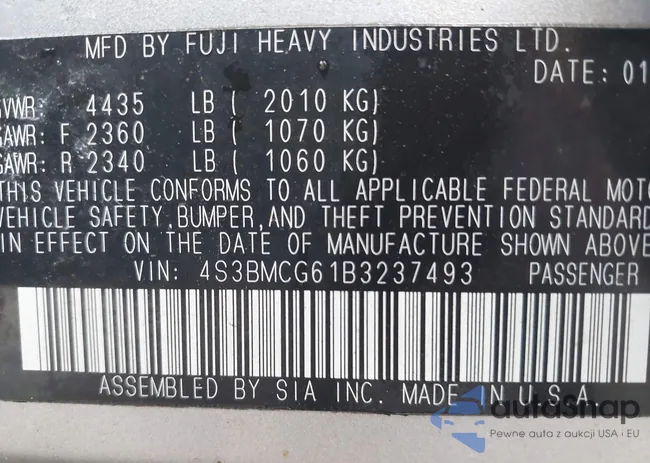 MFD BY FUJI HEAVY INDUSTRIES LTD.
DATE: 01
GVWR: 4435 LB ( 2010 KG)
GAWR: F 2360 LB ( 1070 KG)
GAWR: R 2340 LB ( 1060 KG)
THIS VEHICLE CONFORMS TO ALL APPLICABLE FEDERAL MOTO
VEHICLE SAFETY, BUMPER, AND THEFT PREVENTION STANDARD
IN EFFECT ON THE DATE OF MANUFACTURE SHOWN ABOVE
VIN: 4S3BMCG61B3237493 PASSENGER
ASSEMBLED BY SIA INC. MADE IN U.S.A
autoSnap
Pewne auta z aukcji USA i EU